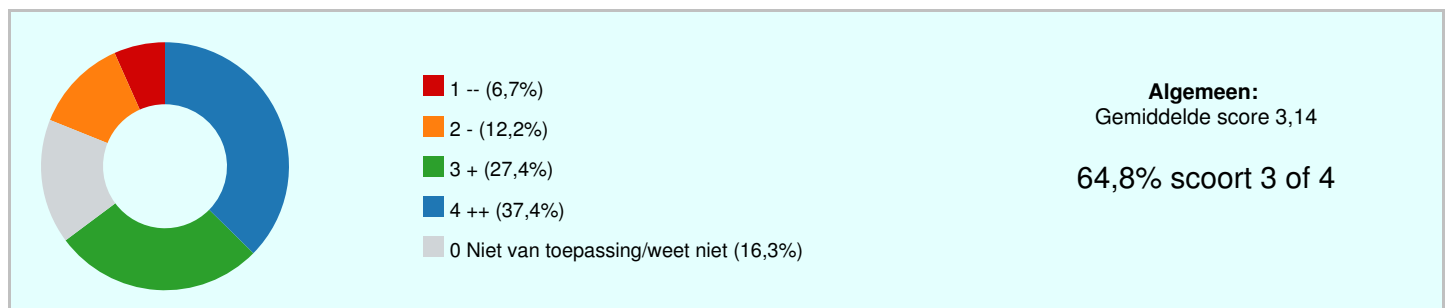 1 -- (6,7%)
2 - (12,2%)
3 + (27,4%)
4 ++ (37,4%)
0 Niet van toepassing/weet niet (16,3%)
Algemeen:
Gemiddelde score 3,14
64,8% scoort 3 of 4